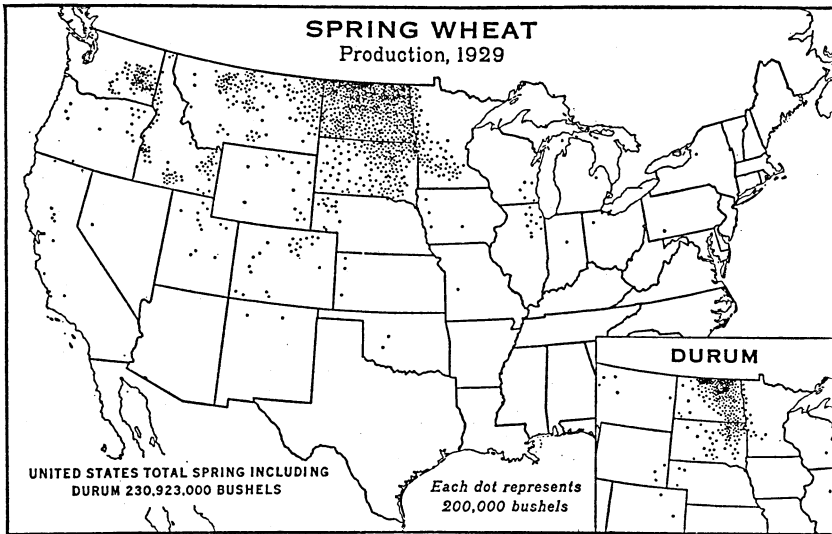 SPRING WHEAT
Production, 1929
DURUM
UNITED STATES TOTAL SPRING INCLUDING
DURUM 230,923,000 BUSHELS
Each dot represents
200,000 bushels